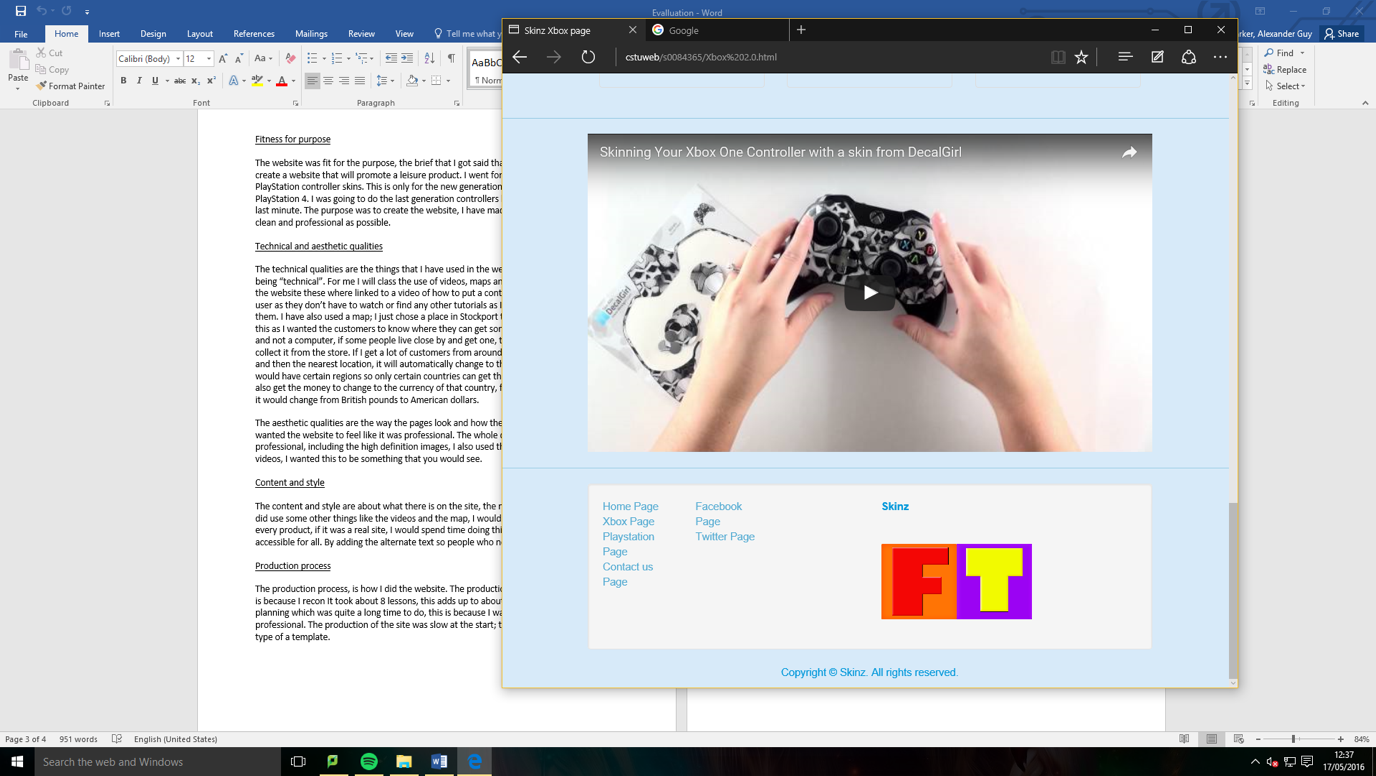 Evalluation - Word
File Home Insert Design Layout References Mailings Review View Tell me what y
rker, Alexander Guy Share
Paste
Cut
Copy
Format Painter
Clipboard
Calibri (Body) 12
Font
Paragraph
AaBbC
¶ Norm
Find
Replace
Select
Editing
Fitness for purpose
The website was fit for the purpose, the brief that I got said tha
create a website that will promote a leisure product. I went for
PlayStation controller skins. This is only for the new generation
PlayStation 4. I was going to do the last generation controllers
last minute. The purpose was to create the website, I have mad
clean and professional as possible.
Technical and aesthetic qualities
The technical qualities are the things that I have used in the we
being "technical". For me I will class the use of videos, maps an
the website these where linked to a video of how to put a cont
user as they don't have to watch or find any other tutorials as I
them. I have also used a map; I just chose a place in Stockport t
this as I wanted the customers to know where they can get som
and not a computer, if some people live close by and get one, t
collect it from the store. If I get a lot of customers from around
and then the nearest location, it will automatically change to th
would have certain regions so only certain countries can get th
also get the money to change to the currency of that country, f
it would change from British pounds to American dollars.
The aesthetic qualities are the way the pages look and how the
wanted the website to feel like it was professional. The whole
professional, including the high definition images, I also used th
videos, I wanted this to be something that you would see.
Content and style
The content and style are about what there is on the site, the
did use some other things like the videos and the map, I would
every product, if it was a real site, I would spend time doing thi
accessible for all. By adding the alternate text so people who n
Production process
The production process, is how I did the website. The producti
is because I recon It took about 8 lessons, this adds up to abou
planning which was quite a long time to do, this is because I wa
professional. The production of the site was slow at the start; t
type of a template.
Skinz Xbox page
Google
cstuweb/s0084365/Xbox%202.0.html
Skinning Your Xbox One Controller with a skin from DecalGirl
DecalGirl
X Y B A
Home Page
Xbox Page
Playstation
Page
Contact us
Page
Facebook
Page
Twitter Page
Skinz
FT
Copyright © Skinz. All rights reserved.
Page 3 of 4 951 words English (United States) 84%
Search the web and Windows
12:37
17/05/2016